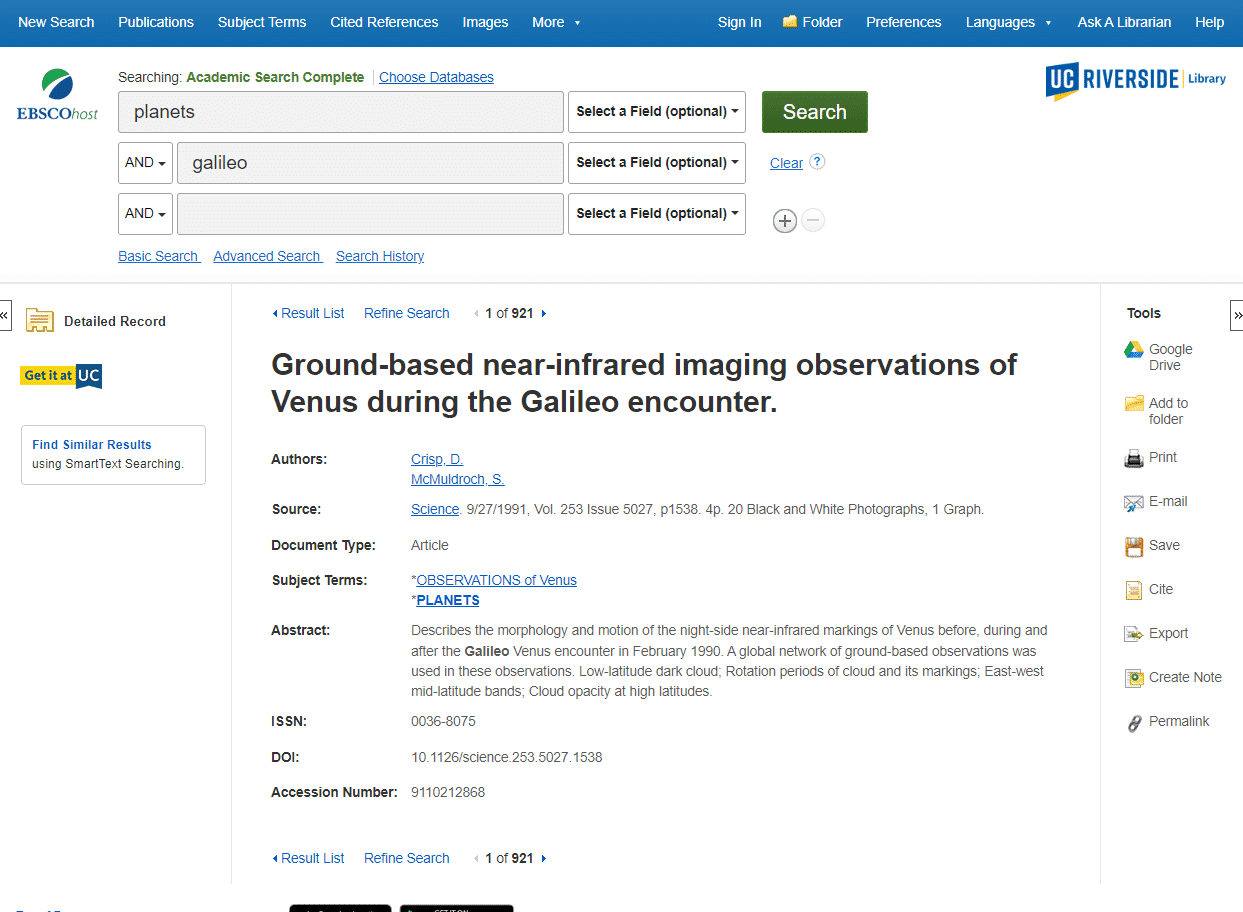 New Search Publications Subject Terms Cited References Images More Sign In Folder Preferences Languages Ask A Librarian Help
Searching: Academic Search Complete Choose Databases
EBSCOhost
UC RIVERSIDE Library
planets Select a Field (optional) Search
AND galileo Select a Field (optional) Clear ?
AND Select a Field (optional)
Basic Search Advanced Search Search History
« Detailed Record
Get it at UC
Find Similar Results
using SmartText Searching.
Result List Refine Search 1 of 921
Ground-based near-infrared imaging observations of
Venus during the Galileo encounter.
Authors: Crisp, D.
McMuldroch, S.
Source: Science. 9/27/1991, Vol. 253 Issue 5027, p1538. 4p. 20 Black and White Photographs, 1 Graph.
Document Type: Article
Subject Terms: *OBSERVATIONS of Venus
*PLANETS
Abstract: Describes the morphology and motion of the night-side near-infrared markings of Venus before, during and
after the Galileo Venus encounter in February 1990. A global network of ground-based observations was
used in these observations. Low-latitude dark cloud; Rotation periods of cloud and its markings; East-west
mid-latitude bands; Cloud opacity at high latitudes.
ISSN: 0036-8075
DOI: 10.1126/science.253.5027.1538
Accession Number: 9110212868
Result List Refine Search 1 of 921
Tools »
Google
Drive
Add to
folder
Print
E-mail
Save
Cite
Export
Create Note
Permalink